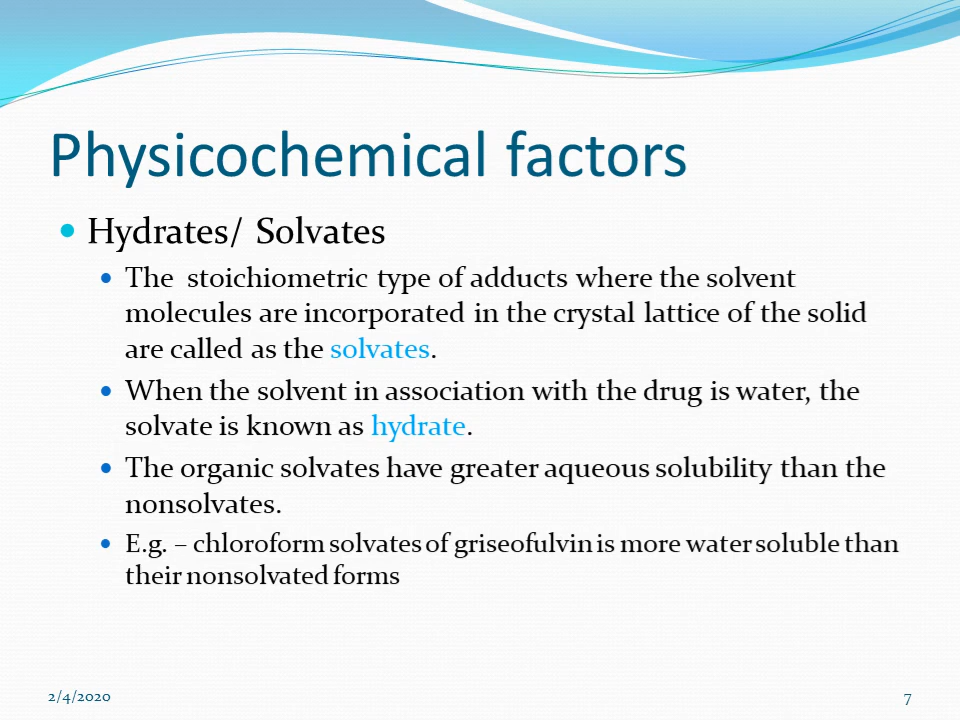 Physicochemical factors
Hydrates/ Solvates
The stoichiometric type of adducts where the solvent
molecules are incorporated in the crystal lattice of the solid
are called as the solvates.
When the solvent in association with the drug is water, the
solvate is known as hydrate.
The organic solvates have greater aqueous solubility than the
nonsolvates.
E.g. – chloroform solvates of griseofulvin is more water soluble than
their nonsolvated forms
2/4/2020
7